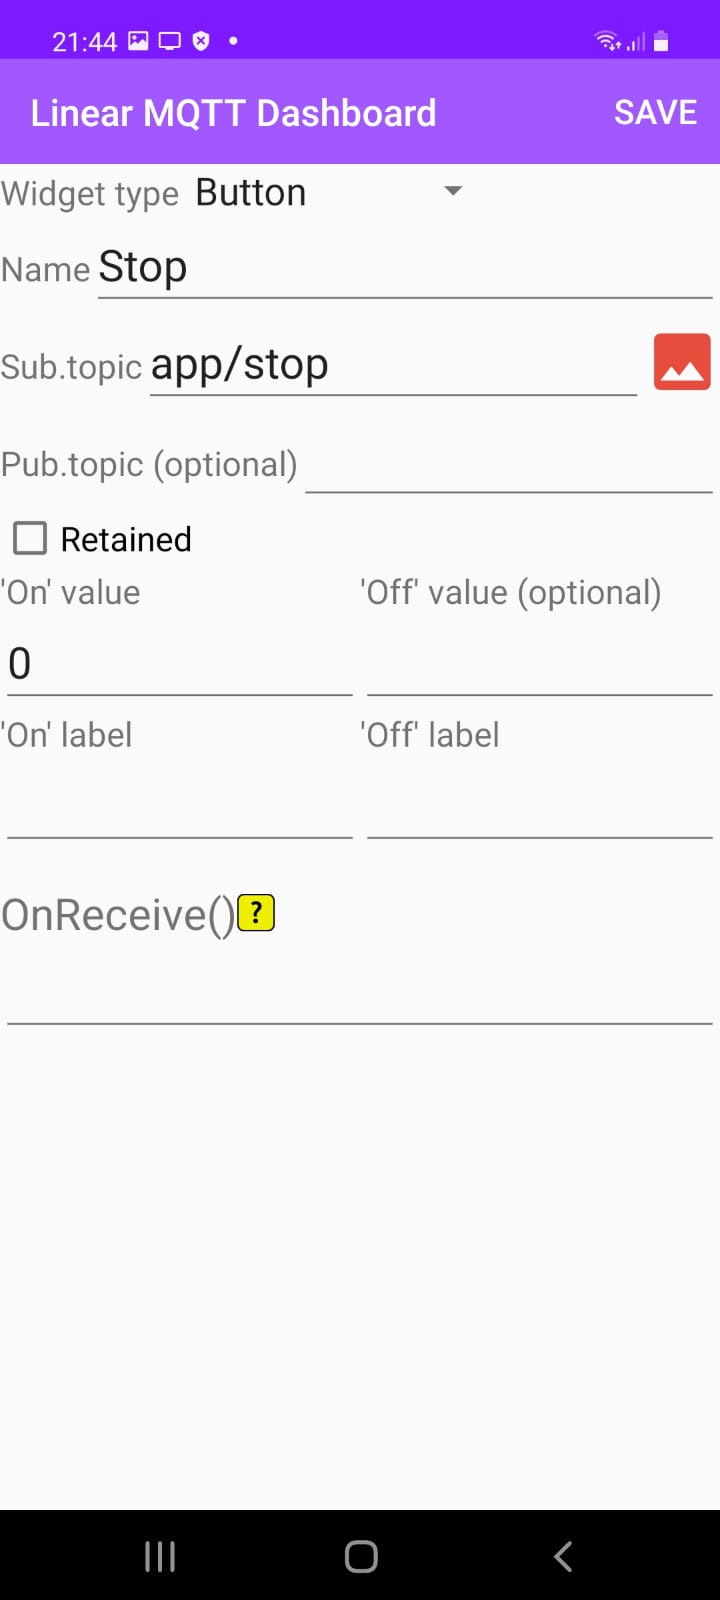 21:44
Linear MQTT Dashboard SAVE
Widget type Button
Name Stop
Sub.topic app/stop
Pub.topic (optional)
Retained
'On' value 'Off' value (optional)
0
'On' label 'Off' label
OnReceive() ?